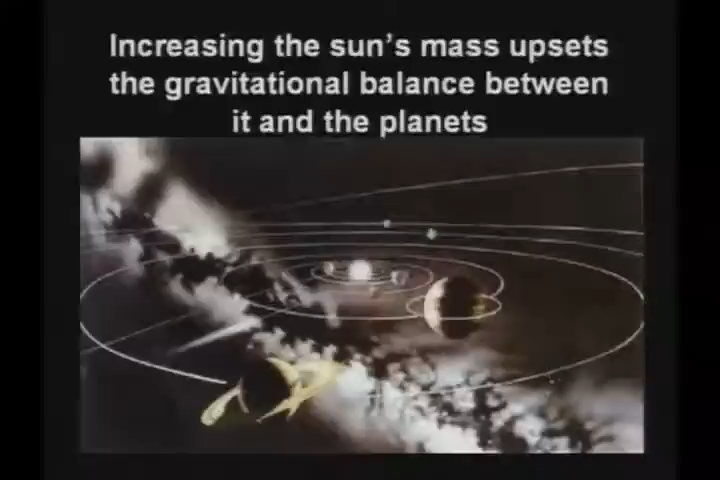 Increasing the sun's mass upsets
the gravitational balance between
it and the planets